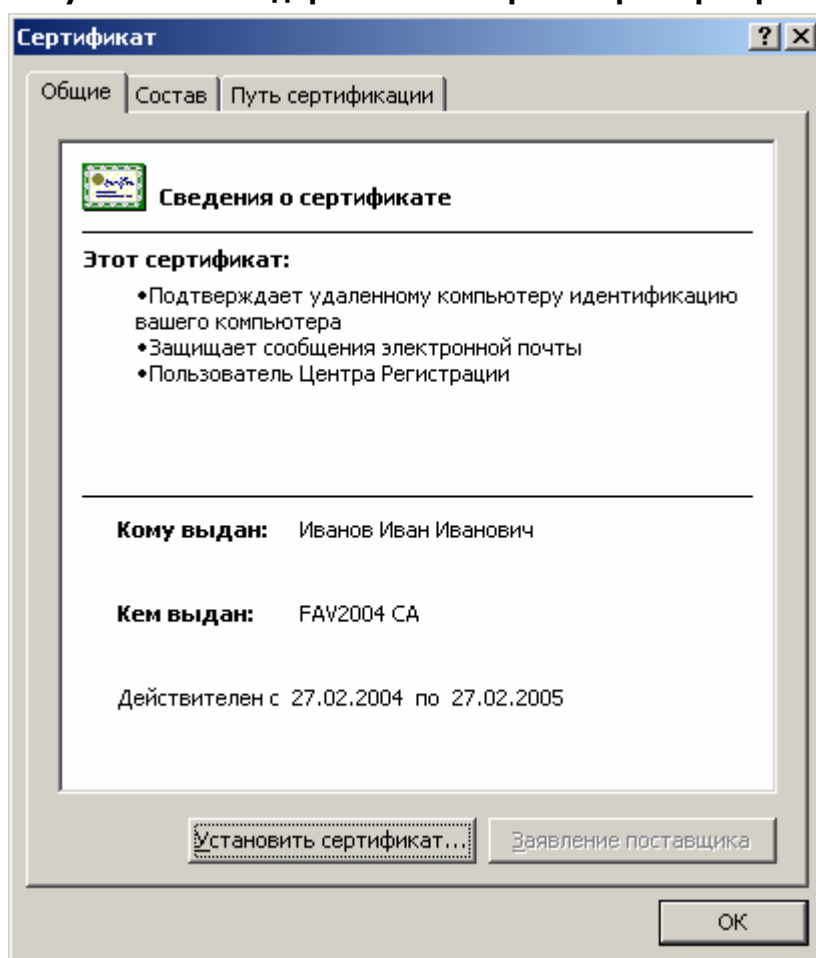 Сертификат
Общие Состав Путь сертификации
Сведения о сертификате
Этот сертификат:
•Подтверждает удаленному компьютеру идентификацию
вашего компьютера
•Защищает сообщения электронной почты
•Пользователь Центра Регистрации
Кому выдан: Иванов Иван Иванович
Кем выдан: FAV2004 CA
Действителен с 27.02.2004 по 27.02.2005
Установить сертификат... Заявление поставщика
ОК